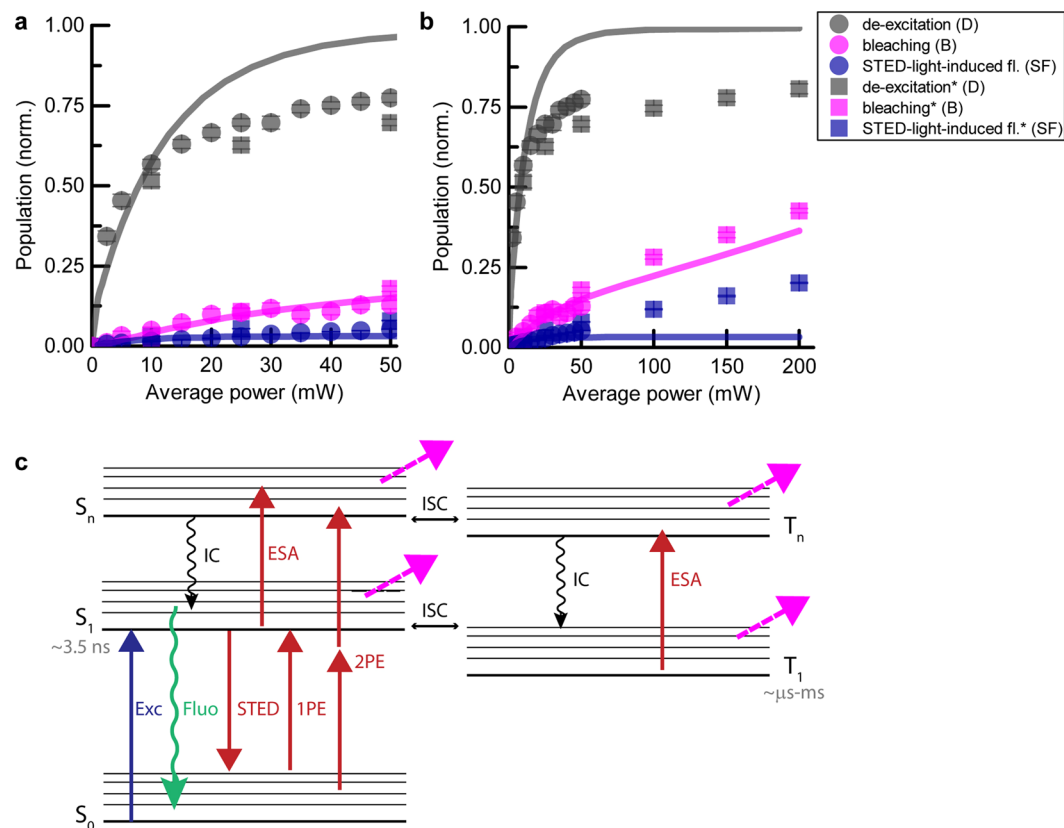 a
b
1.00
0.75
0.50
0.25
0.00
Population (norm.)
0 10 20 30 40 50
Average power (mW)
1.00
0.75
0.50
0.25
0.00
Population (norm.)
0 50 100 150 200
Average power (mW)
de-excitation (D)
bleaching (B)
STED-light-induced fl. (SF)
de-excitation* (D)
bleaching* (B)
STED-light-induced fl.* (SF)
c
Sn
IC
ESA
ISC
Tn
IC
ESA
S1
~3.5 ns
ISC
2PE
T1
~μs-ms
Exc
Fluo
STED
1PE
S0